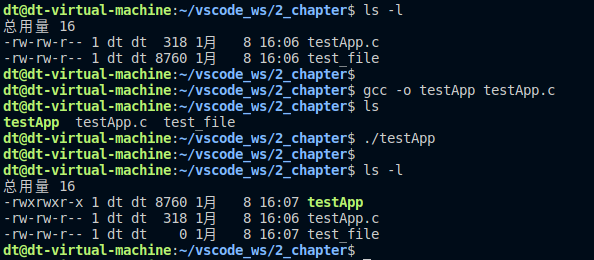 dt@dt-virtual-machine:~/vscode_ws/2_chapter$ ls -l
总用量 16
-rw-rw-r-- 1 dt dt  318 1月   8 16:06 testApp.c
-rw-rw-r-- 1 dt dt 8760 1月   8 16:06 test_file
dt@dt-virtual-machine:~/vscode_ws/2_chapter$
dt@dt-virtual-machine:~/vscode_ws/2_chapter$ gcc -o testApp testApp.c
dt@dt-virtual-machine:~/vscode_ws/2_chapter$ ls
testApp  testApp.c  test_file
dt@dt-virtual-machine:~/vscode_ws/2_chapter$ ./testApp
dt@dt-virtual-machine:~/vscode_ws/2_chapter$
dt@dt-virtual-machine:~/vscode_ws/2_chapter$ ls -l
总用量 16
-rwxrwxr-x 1 dt dt 8760 1月   8 16:07 testApp
-rw-rw-r-- 1 dt dt  318 1月   8 16:06 testApp.c
-rw-rw-r-- 1 dt dt    0 1月   8 16:07 test_file
dt@dt-virtual-machine:~/vscode_ws/2_chapter$